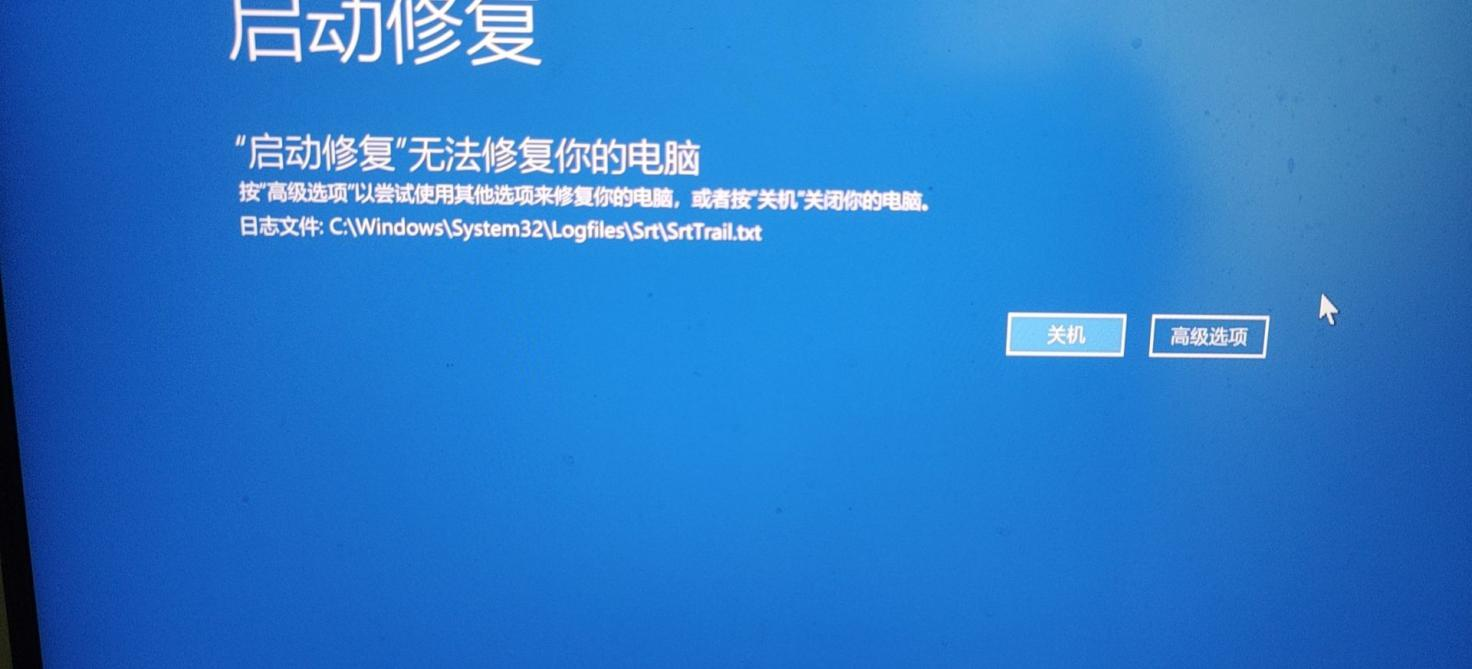 启动修复
“启动修复”无法修复你的电脑
按“高级选项”以尝试使用其他选项来修复你的电脑，或者按“关机”关闭你的电脑。
日志文件: C:\Windows\System32\Logfiles\Srt\SrtTrail.txt
关机 高级选项